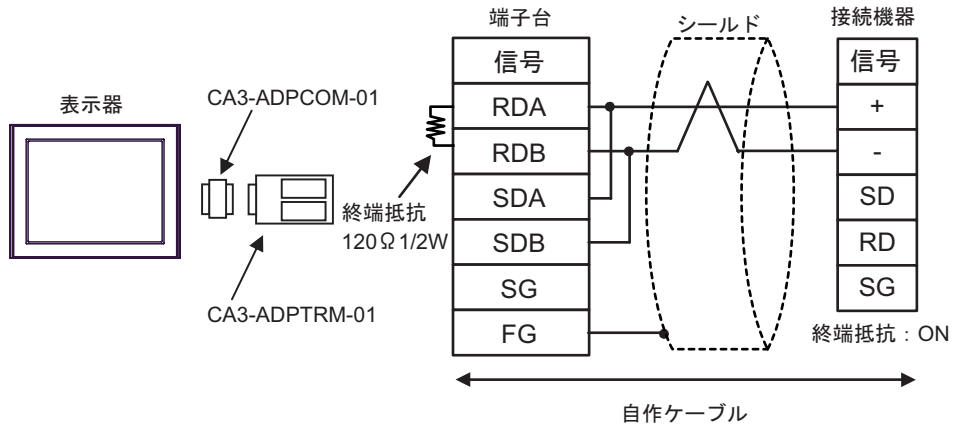 表示器
CA3-ADPCOM-01
CA3-ADPTRM-01
終端抵抗
120Ω1/2W
端子台
信号
RDA
RDB
SDA
SDB
SG
FG
シールド
接続機器
信号
+
-
SD
RD
SG
終端抵抗：ON
自作ケーブル